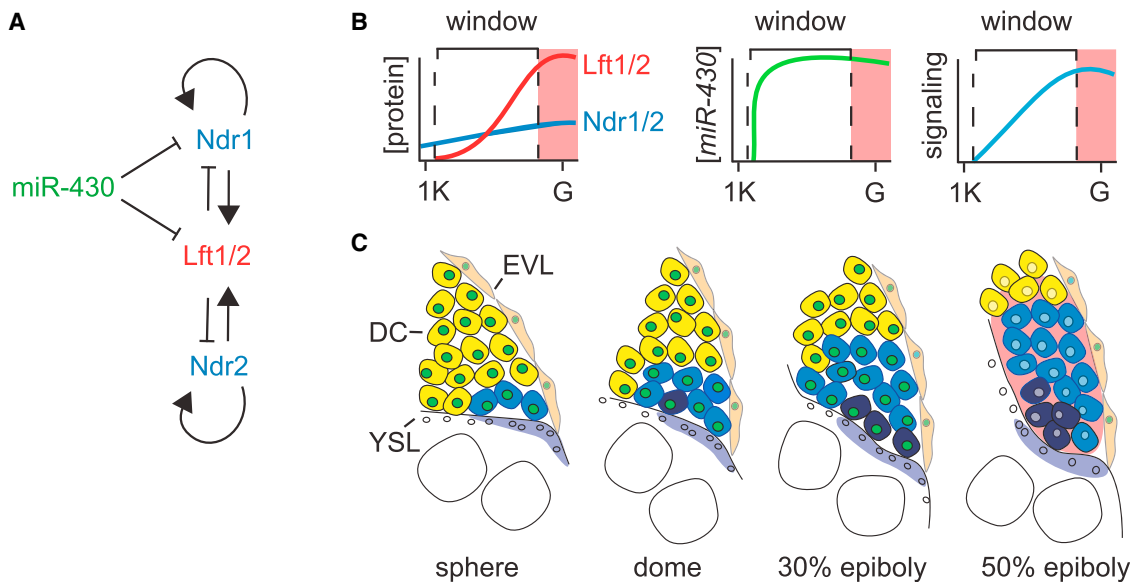 A
Ndr1
miR-430
Lft1/2
Ndr2
B
window
[protein]
Lft1/2
Ndr1/2
1K
G
window
[miR-430]
1K
G
window
signaling
1K
G
C
EVL
DC
YSL
sphere
dome
30% epiboly
50% epiboly